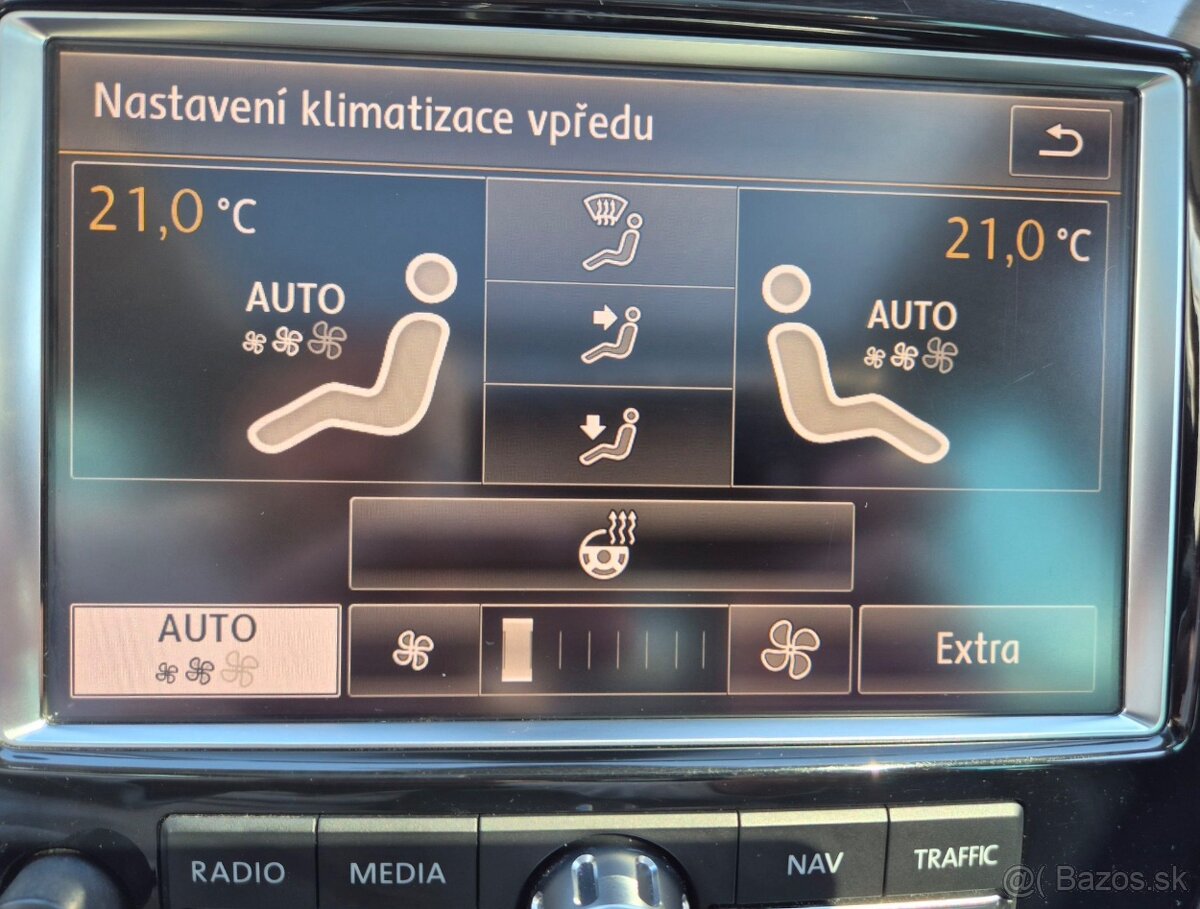 Nastavení klimatizace vpředu
21,0 °C
21,0 °C
AUTO
AUTO
AUTO
Extra
RADIO
MEDIA
NAV
TRAFFIC
@( Bazos.sk